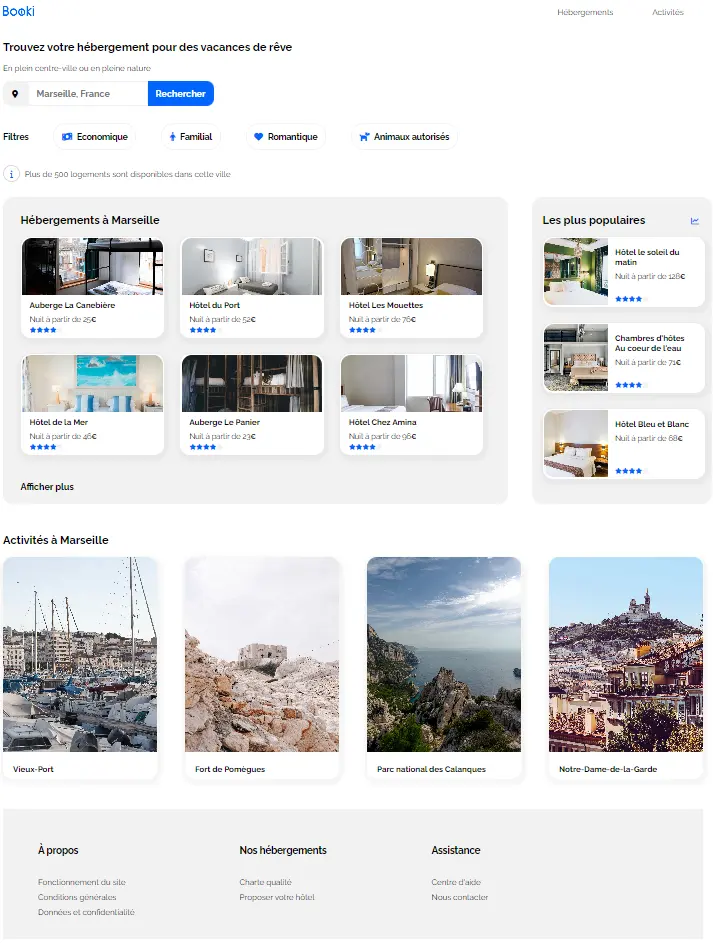 Booki
Hébergements
Activités
Trouvez votre hébergement pour des vacances de rêve
En plein centre-ville ou en pleine nature
Marseille, France
Rechercher
Filtres
Economique
Familial
Romantique
Animaux autorisés
Plus de 500 logements sont disponibles dans cette ville
Hébergements à Marseille
Auberge La Canebière
Nuit à partir de 25€
Hôtel du Port
Nuit à partir de 52€
Hôtel Les Mouettes
Nuit à partir de 76€
Hôtel de la Mer
Nuit à partir de 46€
Auberge Le Panier
Nuit à partir de 23€
Hôtel Chez Amina
Nuit à partir de 96€
Afficher plus
Les plus populaires
Hôtel le soleil du
matin
Nuit à partir de 128€
Chambres d'hôtes
Au coeur de l'eau
Nuit à partir de 71€
Hôtel Bleu et Blanc
Nuit à partir de 68€
Activités à Marseille
Vieux-Port
Fort de Pomègues
Parc national des Calanques
Notre-Dame-de-la-Garde
À propos
Fonctionnement du site
Conditions générales
Données et confidentialité
Nos hébergements
Charte qualité
Proposer votre hôtel
Assistance
Centre d'aide
Nous contacter